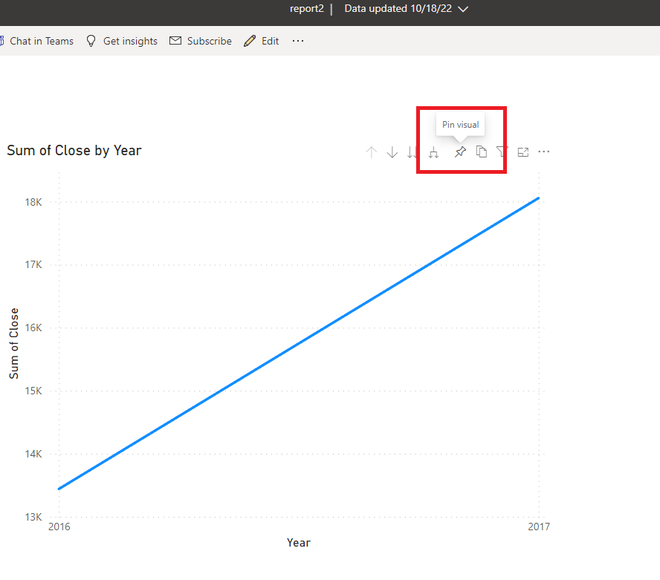 report2 | Data updated 10/18/22
Chat in Teams Get insights Subscribe Edit ...
Pin visual
Sum of Close by Year
18K
17K
16K
15K
14K
13K
Sum of Close
2016 2017
Year